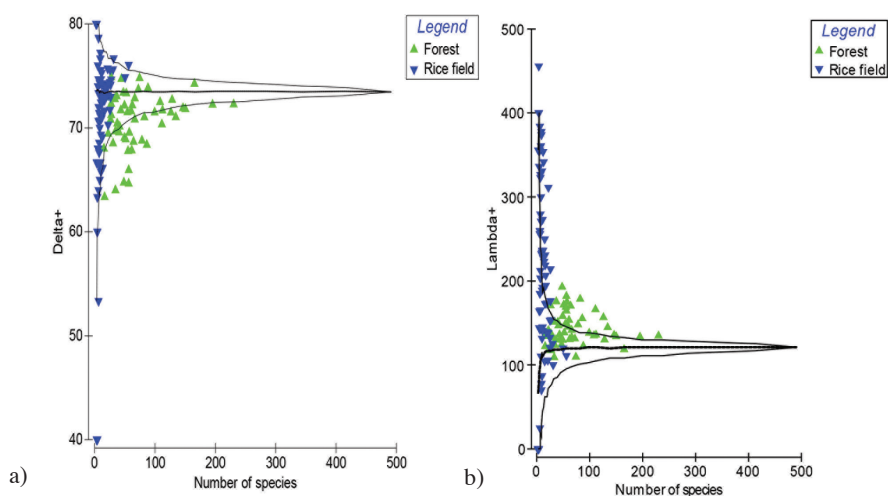 80
70
60
50
40
Delta+
0
100
200
300
400
500
Number of species
Legend
Forest
Rice field
a)
500
400
300
200
100
0
Lambda+
0
100
200
300
400
500
Number of species
Legend
Forest
Rice field
b)